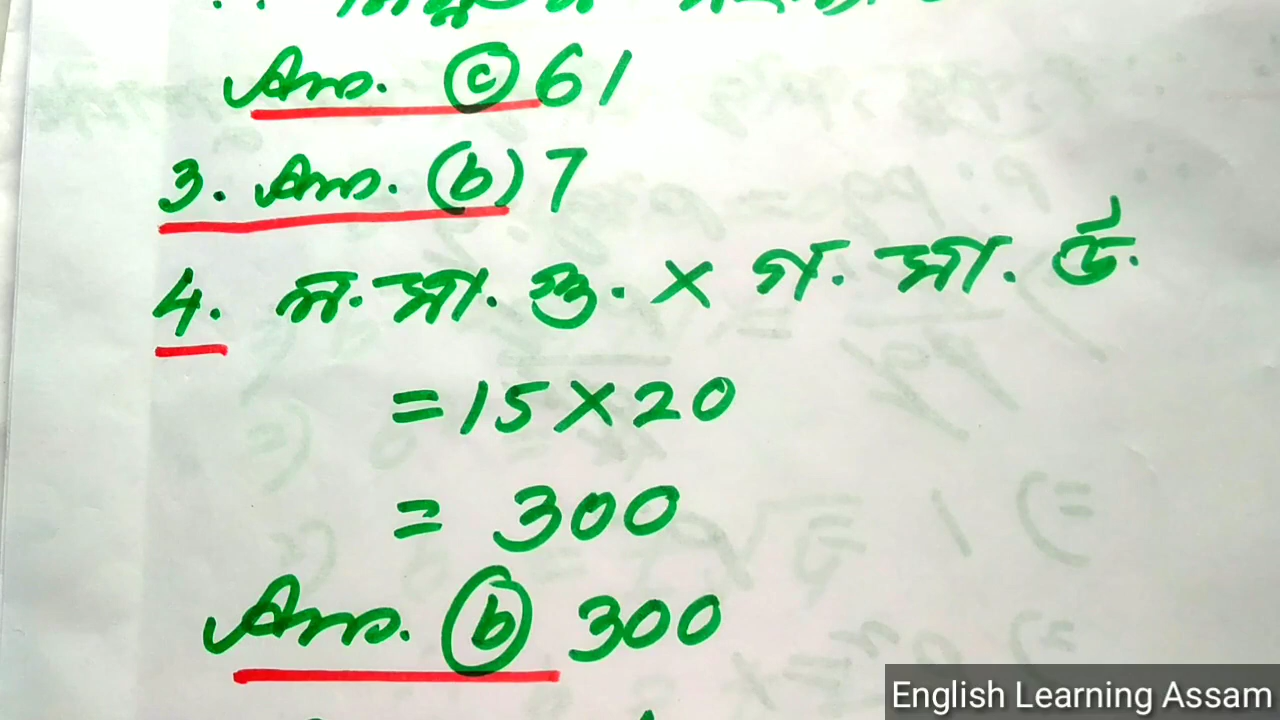 Ans. ⓒ 61
3. Ans. (b) 7
4. ল. সা. গু. × গ. সা. উ.
= 15 × 20
= 300
Ans. ⓑ 300
English Learning Assam